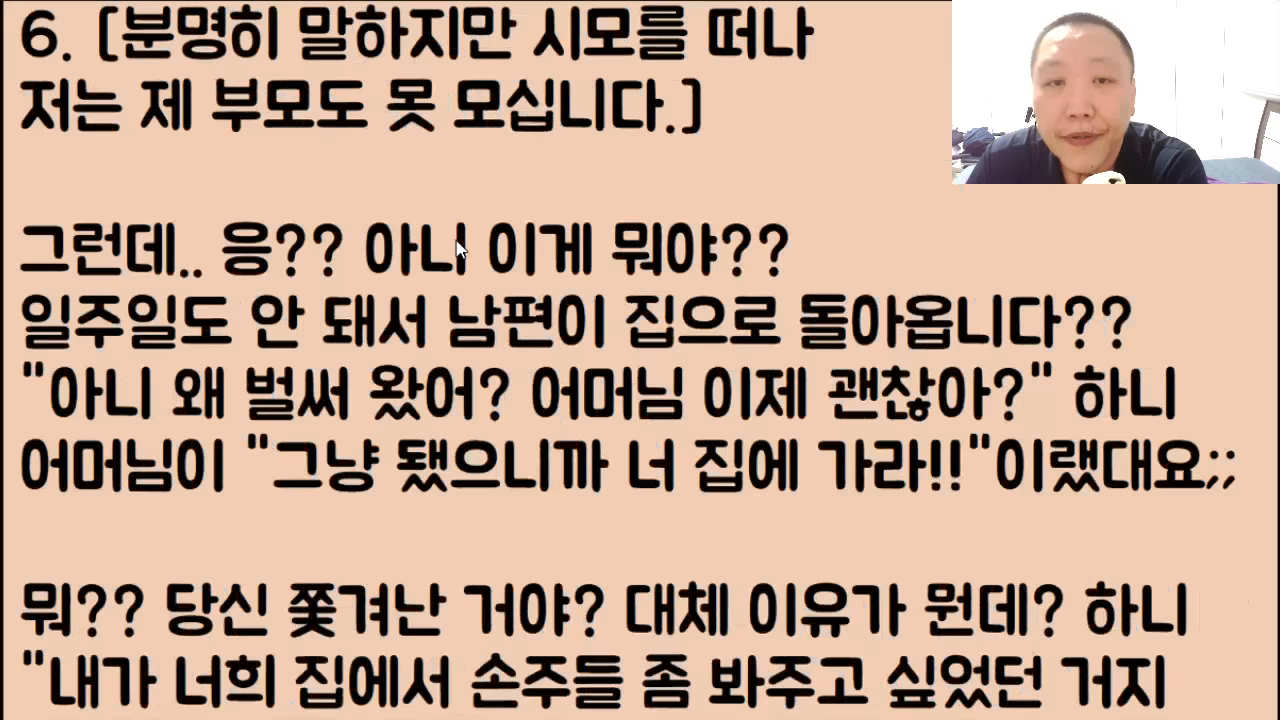 6. [분명히 말하지만 시모를 떠나
저는 제 부모도 못 모십니다.]
그런데.. 응?? 아니 이게 뭐야??
일주일도 안 돼서 남편이 집으로 돌아옵니다??
"아니 왜 벌써 왔어? 어머님 이제 괜찮아?" 하니
어머님이 "그냥 됐으니까 너 집에 가라!!"이랬대요;;
뭐?? 당신 쫓겨난 거야? 대체 이유가 뭔데? 하니
"내가 너희 집에서 손주들 좀 봐주고 싶었던 거지